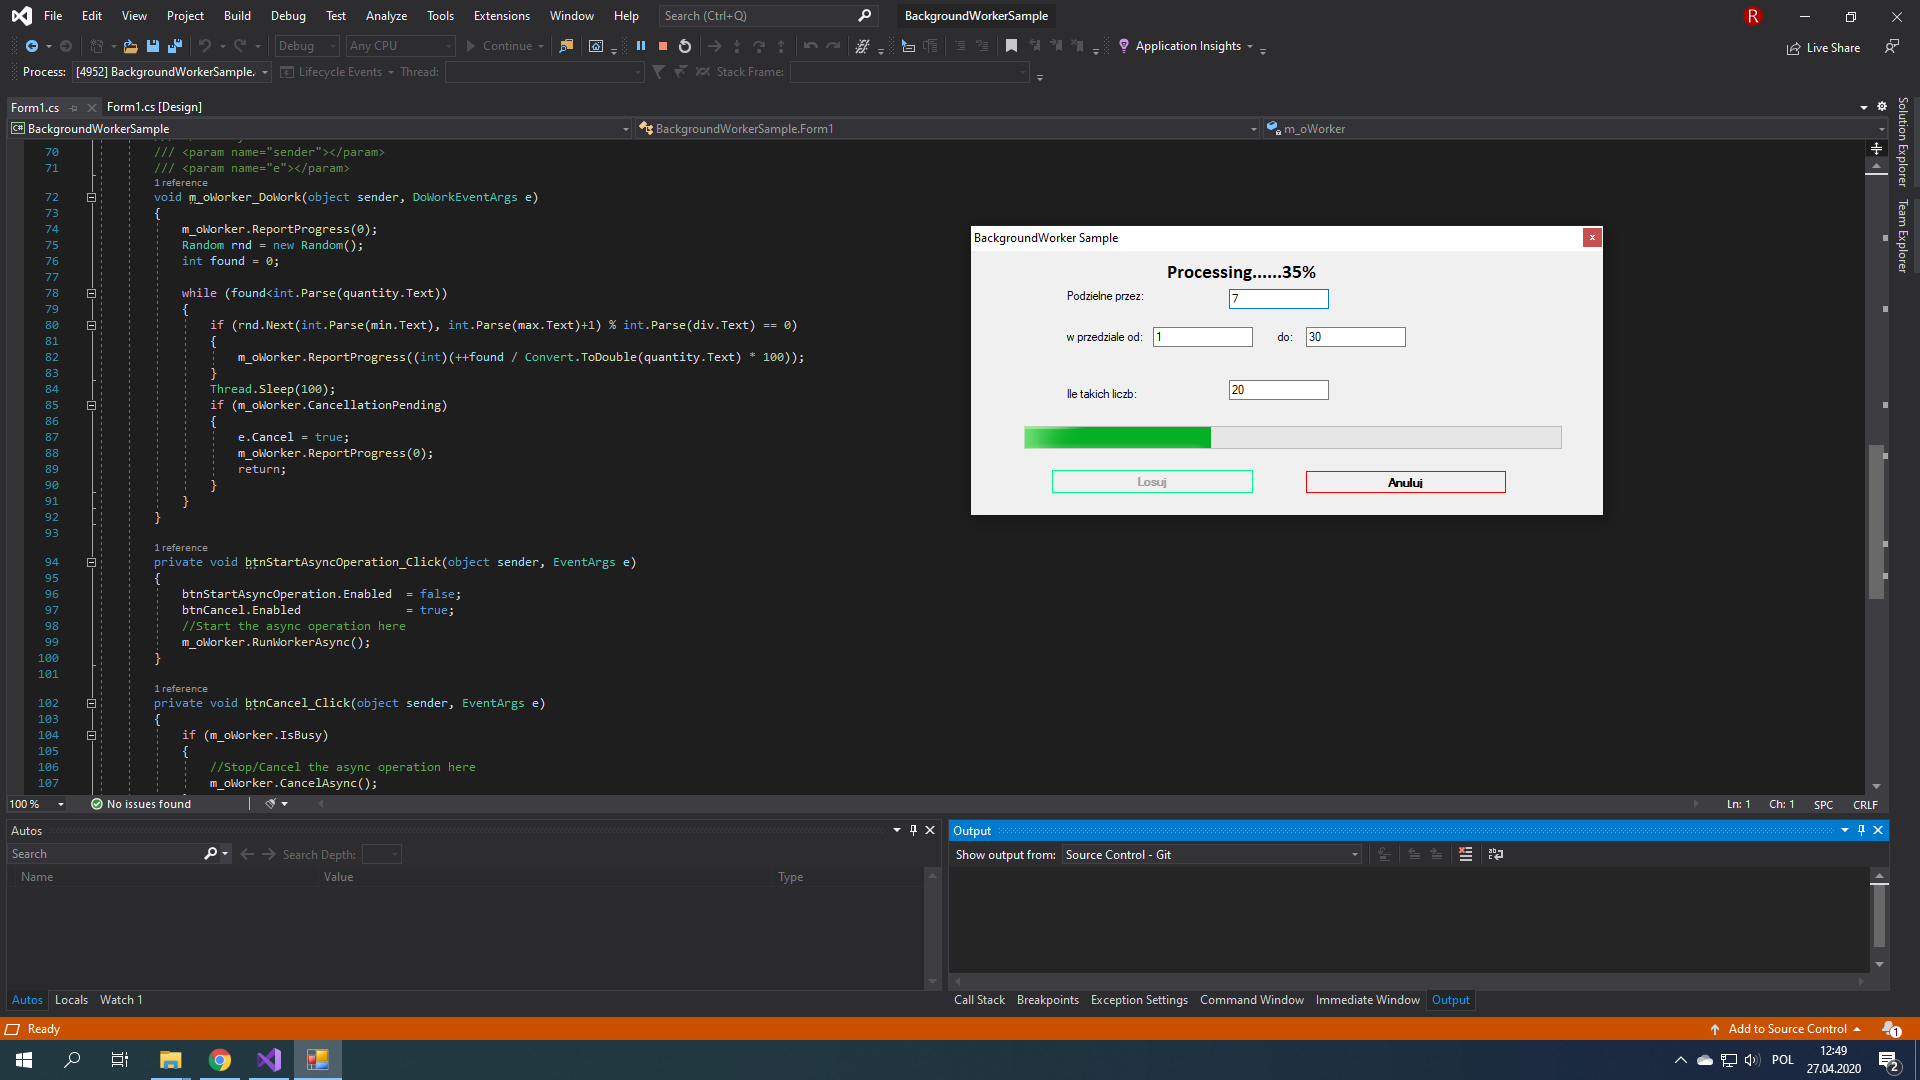 File Edit View Project Build Debug Test Analyze Tools Extensions Window Help Search (Ctrl+Q) BackgroundWorkerSample R
Debug Any CPU Continue Application Insights Live Share
Process: [4952] BackgroundWorkerSample. Lifecycle Events Thread: Stack Frame:
Form1.cs Form1.cs [Design]
C# BackgroundWorkerSample BackgroundWorkerSample.Form1 m_oWorker
Solution Explorer
Team Explorer
70 /// <param name="sender"></param>
71 /// <param name="e"></param>
1 reference
72 void m_oWorker_DoWork(object sender, DoWorkEventArgs e)
73 {
74 m_oWorker.ReportProgress(0);
75 Random rnd = new Random();
76 int found = 0;
77
78 while (found<int.Parse(quantity.Text))
79 {
80 if (rnd.Next(int.Parse(min.Text), int.Parse(max.Text)+1) % int.Parse(div.Text) == 0)
81 {
82 m_oWorker.ReportProgress((int)(++found / Convert.ToDouble(quantity.Text) * 100));
83 }
84 Thread.Sleep(100);
85 if (m_oWorker.CancellationPending)
86 {
87 e.Cancel = true;
88 m_oWorker.ReportProgress(0);
89 return;
90 }
91 }
92 }
93
1 reference
94 private void btnStartAsyncOperation_Click(object sender, EventArgs e)
95 {
96 btnStartAsyncOperation.Enabled = false;
97 btnCancel.Enabled = true;
98 //Start the async operation here
99 m_oWorker.RunWorkerAsync();
100 }
101
1 reference
102 private void btnCancel_Click(object sender, EventArgs e)
103 {
104 if (m_oWorker.IsBusy)
105 {
106 //Stop/Cancel the async operation here
107 m_oWorker.CancelAsync();
BackgroundWorker Sample
Processing......35%
Podzielne przez: 7
w przedziale od: 1 do: 30
Ile takich liczb: 20
Losuj Anuluj
100 % No issues found Ln: 1 Ch: 1 SPC CRLF
Autos
Search Search Depth:
Name Value Type
Autos Locals Watch 1
Output
Show output from: Source Control - Git
Call Stack Breakpoints Exception Settings Command Window Immediate Window Output
Ready Add to Source Control 1
POL 12:49
27.04.2020 2